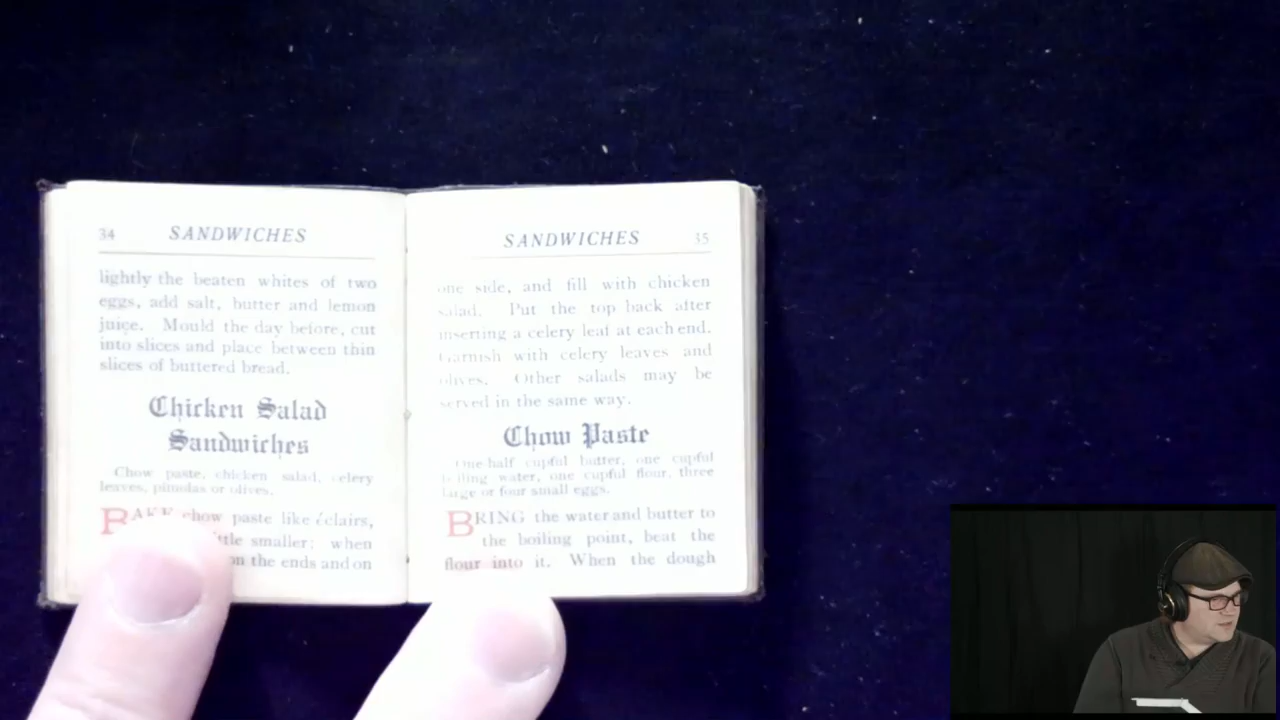 34 SANDWICHES
lightly the beaten whites of two
eggs, add salt, butter and lemon
juice. Mould the day before, cut
into slices and place between thin
slices of buttered bread.
Chicken Salad
Sandwiches
Chow paste, chicken salad, celery
leaves, pimolas or olives.
BAKE chow paste like éclairs,
smaller; when
on the ends and on
SANDWICHES 35
one side, and fill with chicken
salad. Put the top back after
inserting a celery leaf at each end.
Garnish with celery leaves and
olives. Other salads may be
served in the same way.
Chow Paste
One-half cupful butter, one cupful
boiling water, one cupful flour, three
large or four small eggs.
BRING the water and butter to
the boiling point, beat the
flour into it. When the dough